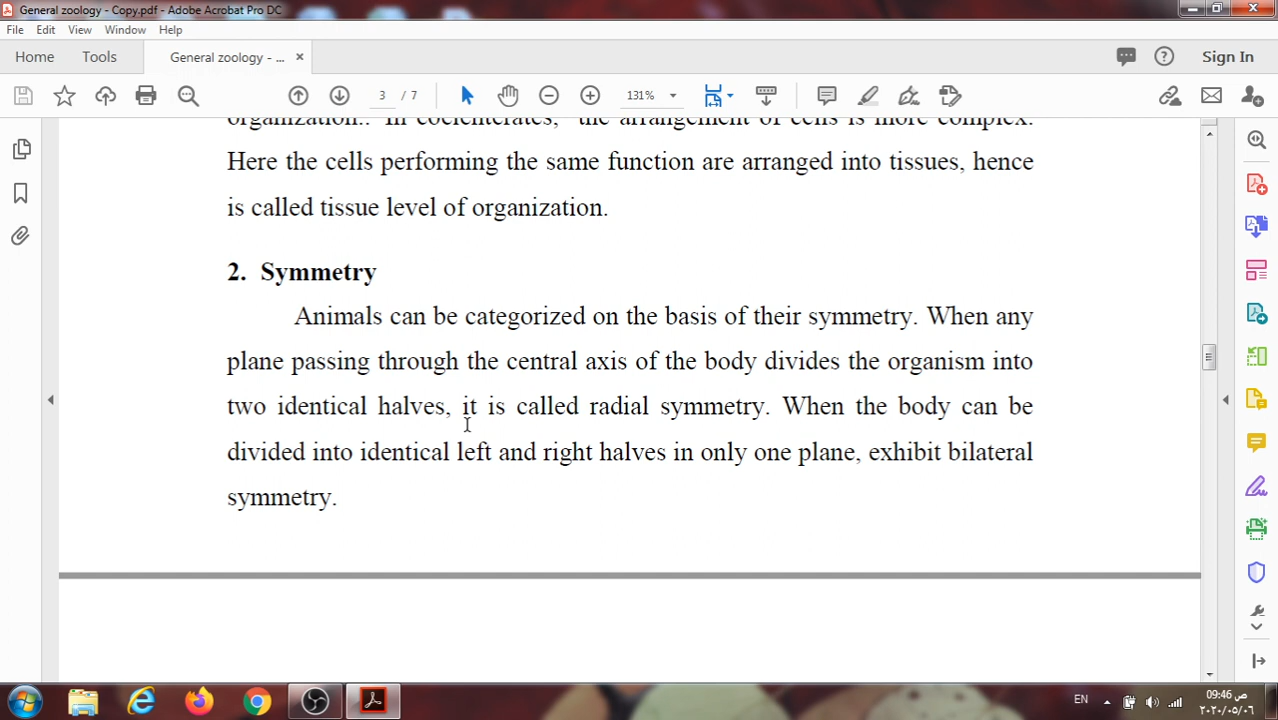 General zoology - Copy.pdf - Adobe Acrobat Pro DC
File Edit View Window Help
Home Tools General zoology - ... × Sign In
3 / 7 131%
organization.. In coelenterates, the arrangement of cells is more complex.
Here the cells performing the same function are arranged into tissues, hence
is called tissue level of organization.
2. Symmetry
Animals can be categorized on the basis of their symmetry. When any
plane passing through the central axis of the body divides the organism into
two identical halves, it is called radial symmetry. When the body can be
divided into identical left and right halves in only one plane, exhibit bilateral
symmetry.
EN
09:46 ص
٢٠٢٠/٠٥/٠٦